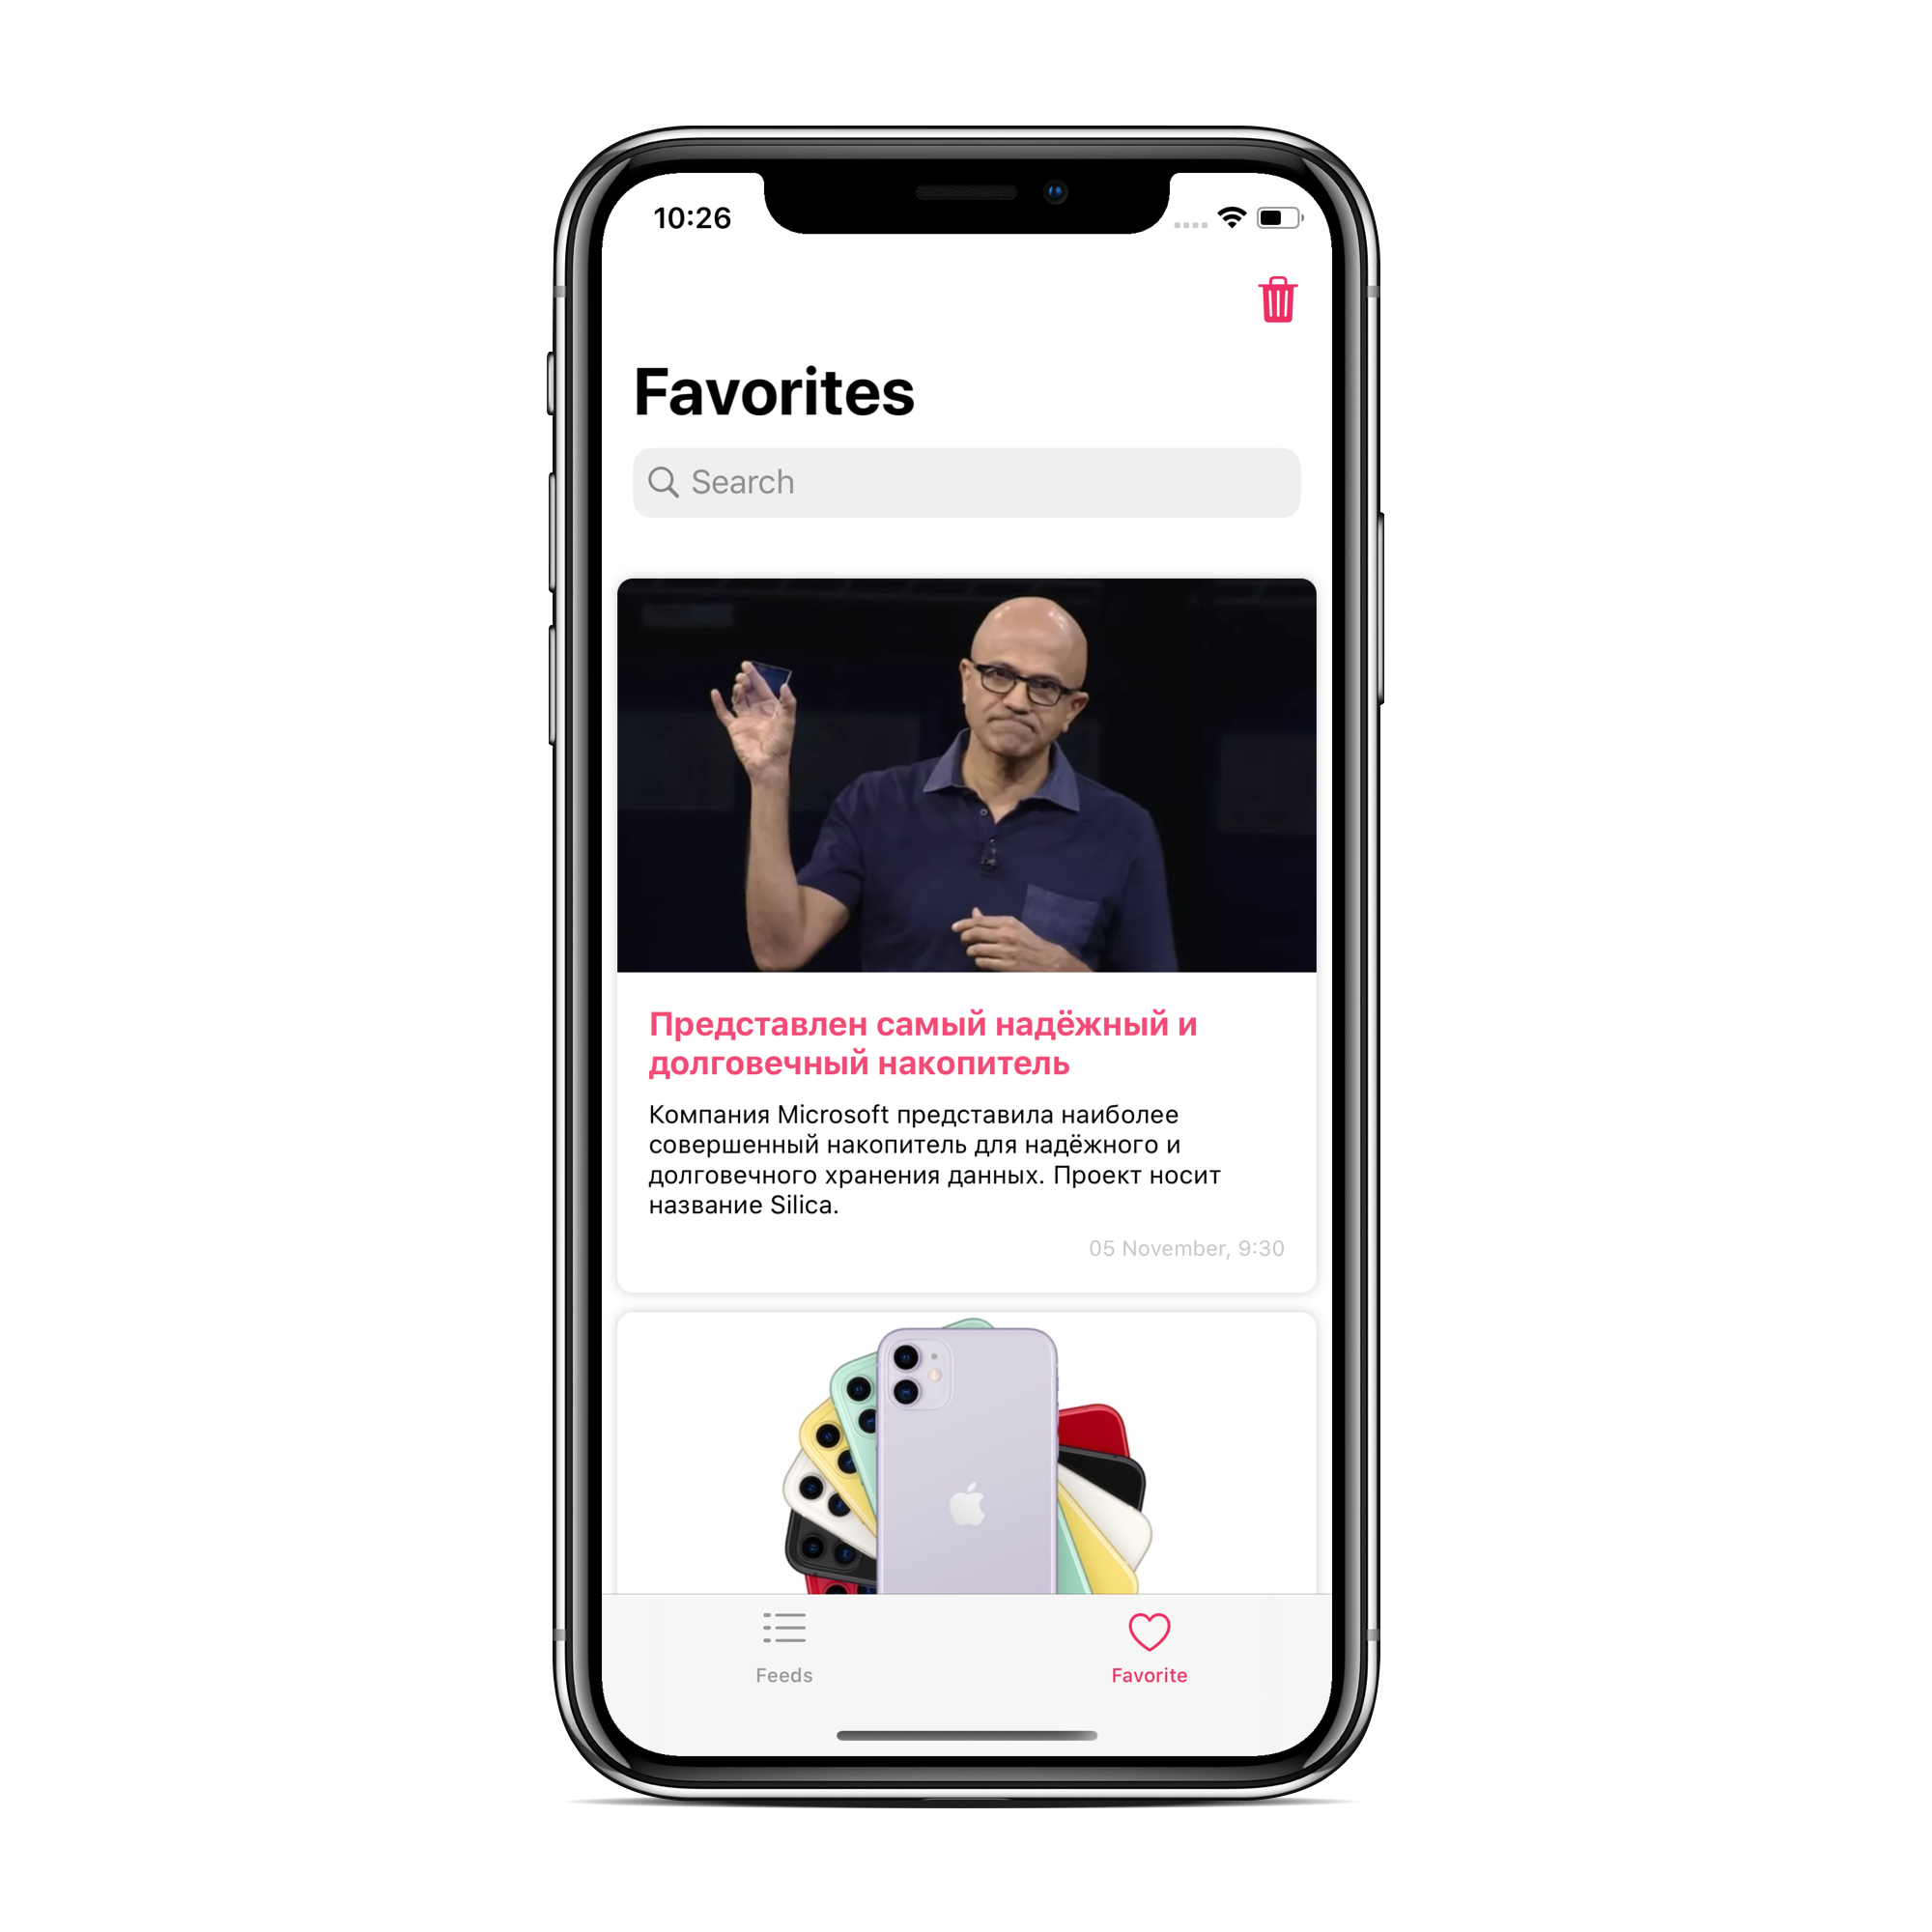 10:26
Favorites
Search
Представлен самый надёжный и
долговечный накопитель
Компания Microsoft представила наиболее
совершенный накопитель для надёжного и
долговечного хранения данных. Проект носит
название Silica.
05 November, 9:30
Feeds
Favorite